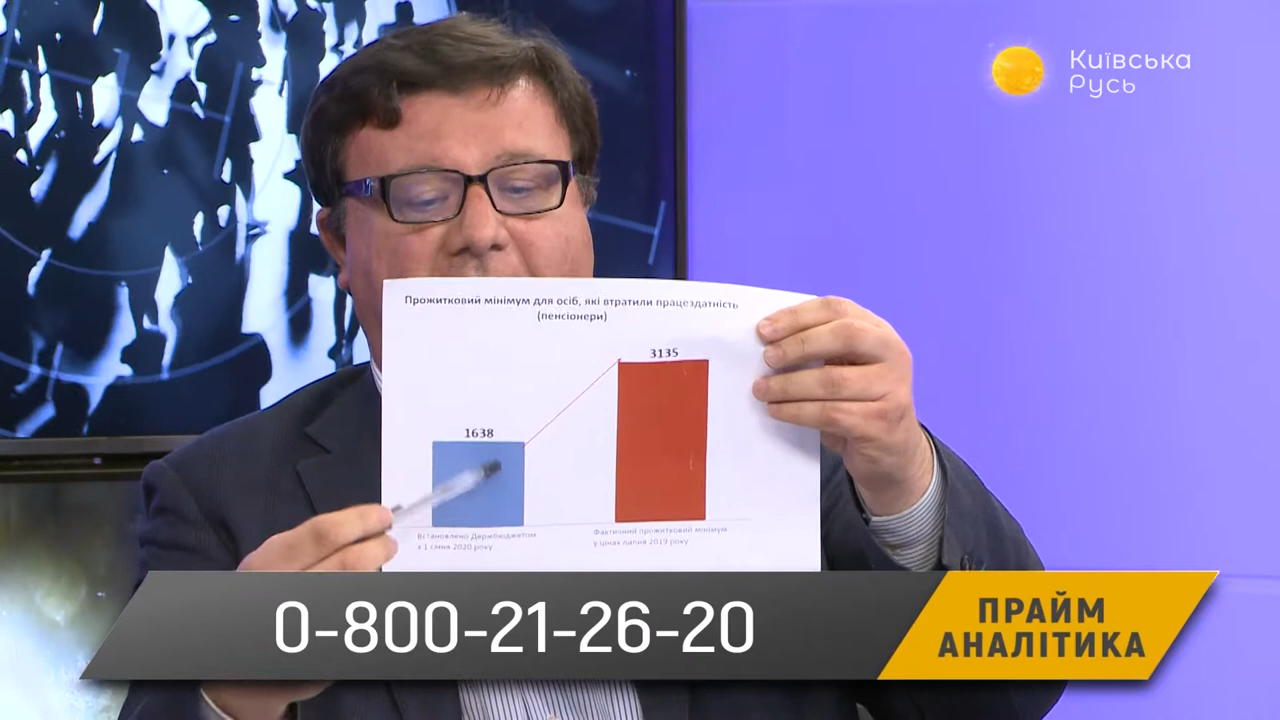 Київська
Русь
Прожитковий мінімум для осіб, які втратили працездатність
(пенсіонери)
3135
1638
Встановлено Держбюджетом
з 1 січня 2020 року
Фактичний прожитковий мінімум
у цінах липня 2019 року
0-800-21-26-20
ПРАЙМ
АНАЛІТИКА